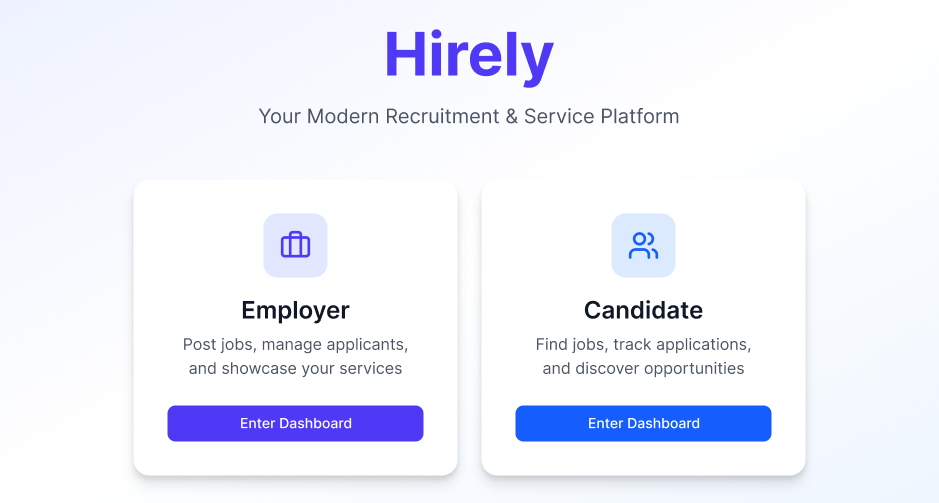 Hirely
Your Modern Recruitment & Service Platform
Employer
Post jobs, manage applicants,
and showcase your services
Enter Dashboard
Candidate
Find jobs, track applications,
and discover opportunities
Enter Dashboard